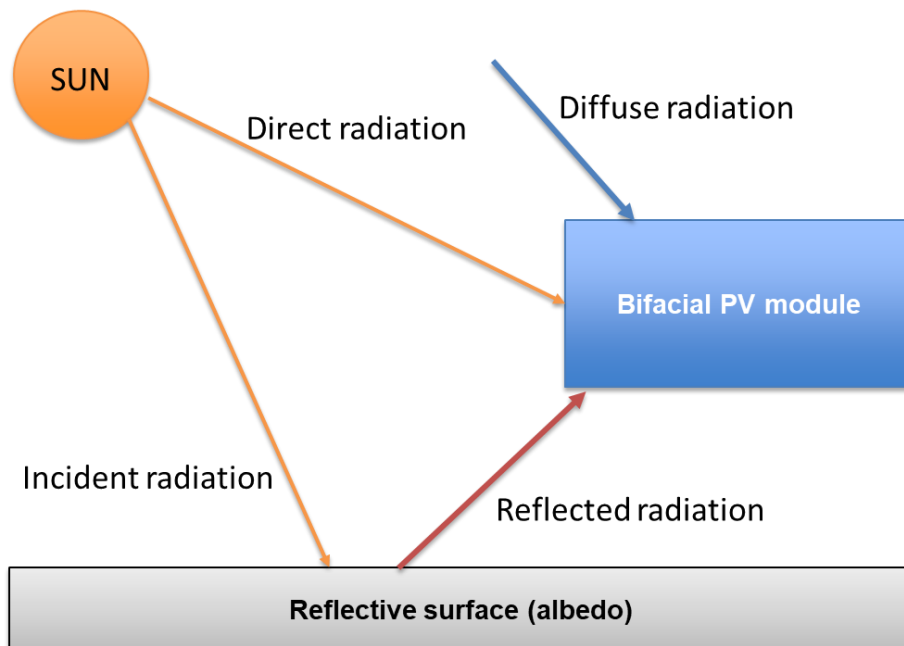 SUN
Direct radiation
Diffuse radiation
Bifacial PV module
Incident radiation
Reflected radiation
Reflective surface (albedo)